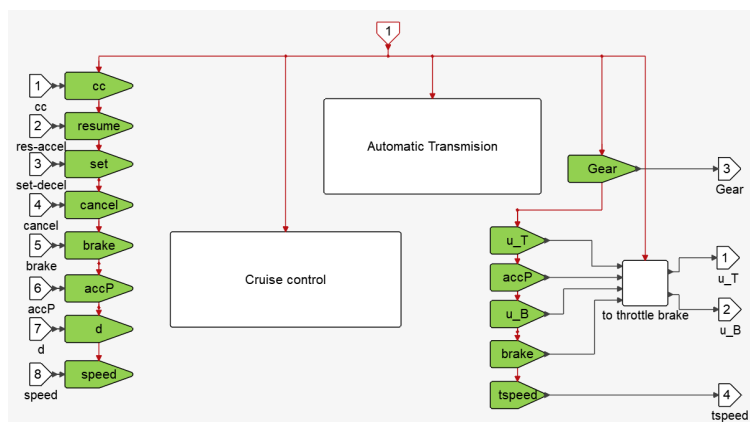 1
1
cc
cc
2
resume
res-accel
3
set
set-decel
4
cancel
cancel
5
brake
brake
6
accP
accP
7
d
d
8
speed
speed
Automatic Transmision
Cruise control
Gear
3
Gear
u_T
accP
u_B
brake
tspeed
to throttle brake
1
u_T
2
u_B
4
tspeed